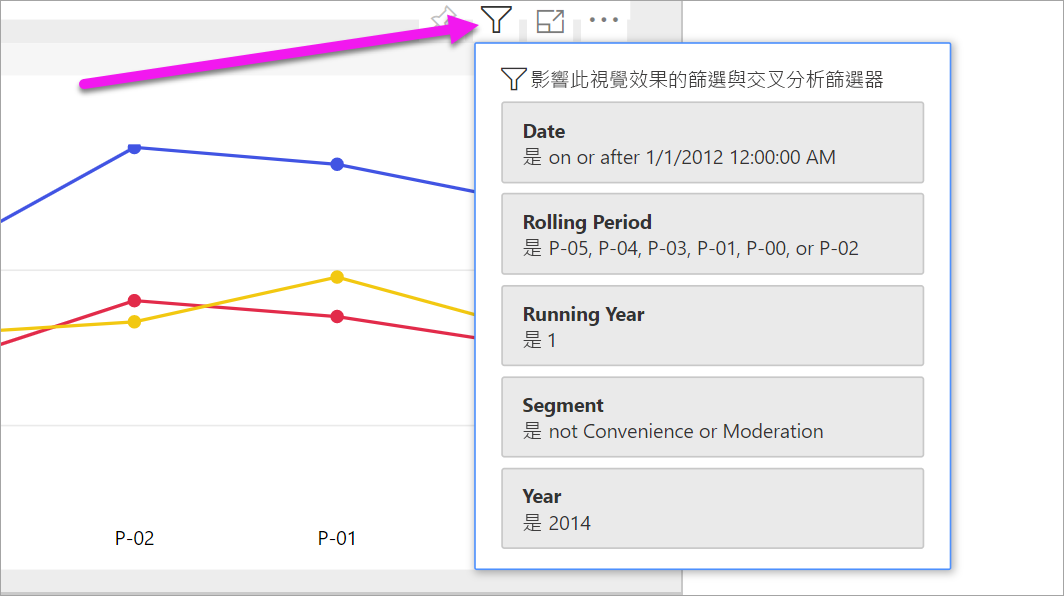 影響此視覺效果的篩選與交叉分析篩選器
Date
是 on or after 1/1/2012 12:00:00 AM
Rolling Period
是 P-05, P-04, P-03, P-01, P-00, or P-02
Running Year
是 1
Segment
是 not Convenience or Moderation
Year
是 2014
P-02
P-01